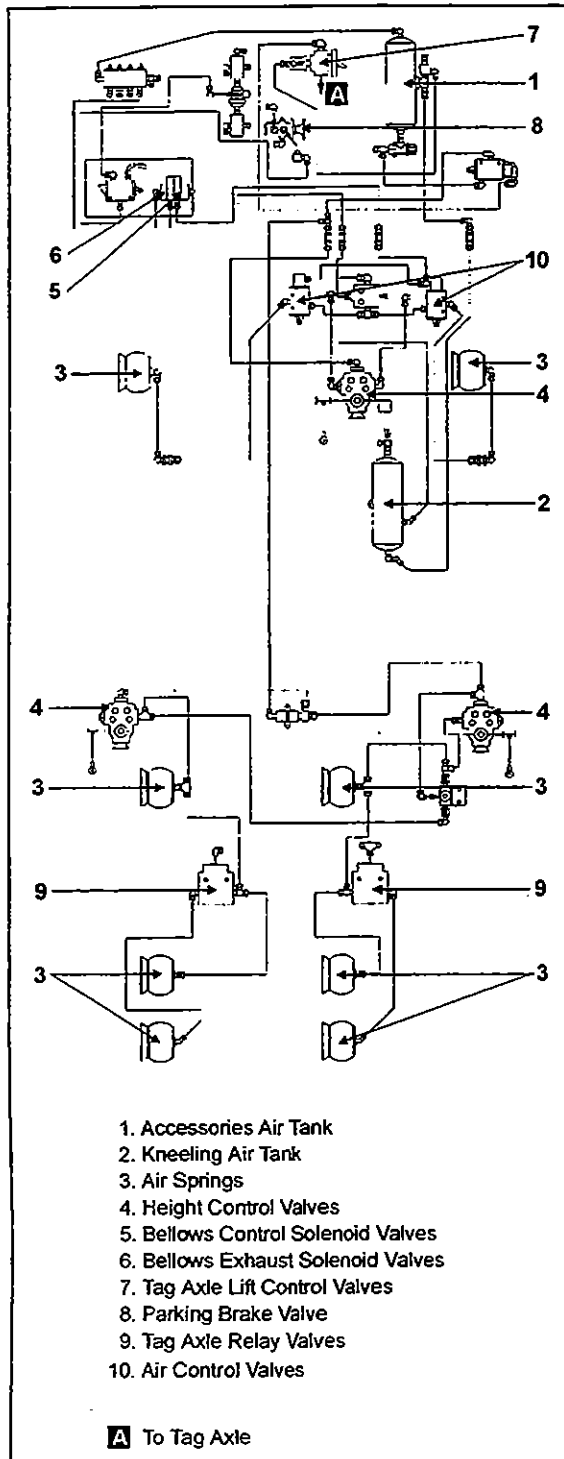 7
1
A
8
6
5
10
3
3
4
2
4
4
3
3
9
9
3
3
1. Accessories Air Tank
2. Kneeling Air Tank
3. Air Springs
4. Height Control Valves
5. Bellows Control Solenoid Valves
6. Bellows Exhaust Solenoid Valves
7. Tag Axle Lift Control Valves
8. Parking Brake Valve
9. Tag Axle Relay Valves
10. Air Control Valves
A To Tag Axle